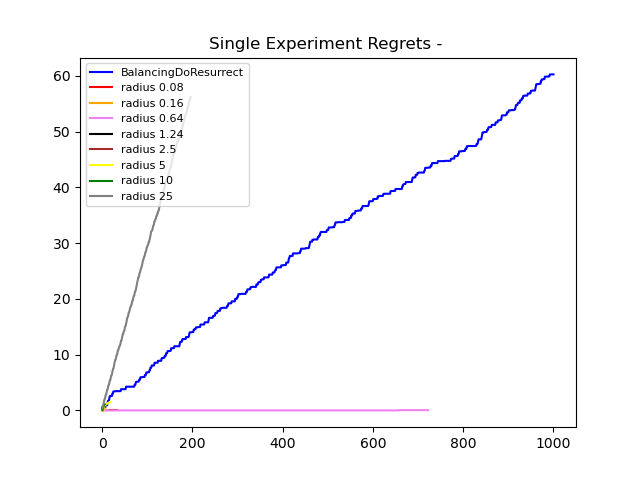 Single Experiment Regrets -
BalancingDoResurrect
radius 0.08
radius 0.16
radius 0.64
radius 1.24
radius 2.5
radius 5
radius 10
radius 25
60
50
40
30
20
10
0
0 200 400 600 800 1000